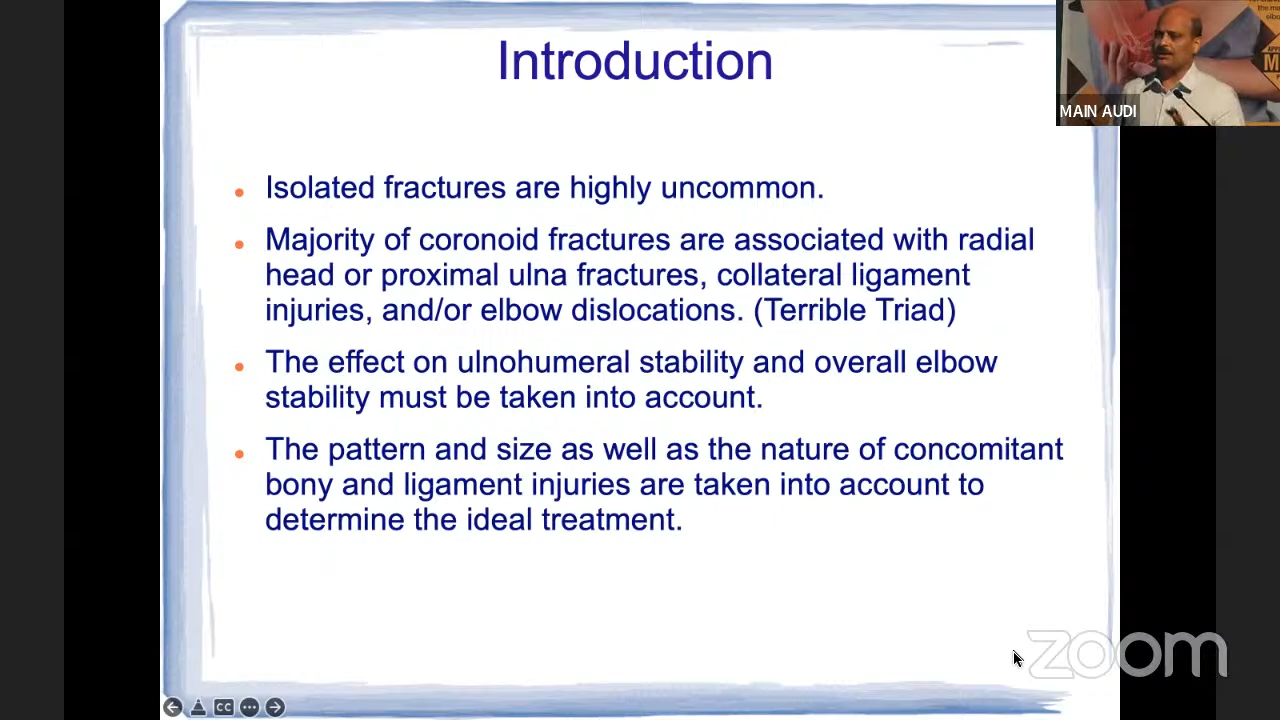 Introduction
MAIN AUDI
Isolated fractures are highly uncommon.
Majority of coronoid fractures are associated with radial
head or proximal ulna fractures, collateral ligament
injuries, and/or elbow dislocations. (Terrible Triad)
The effect on ulnohumeral stability and overall elbow
stability must be taken into account.
The pattern and size as well as the nature of concomitant
bony and ligament injuries are taken into account to
determine the ideal treatment.
zoom
CC